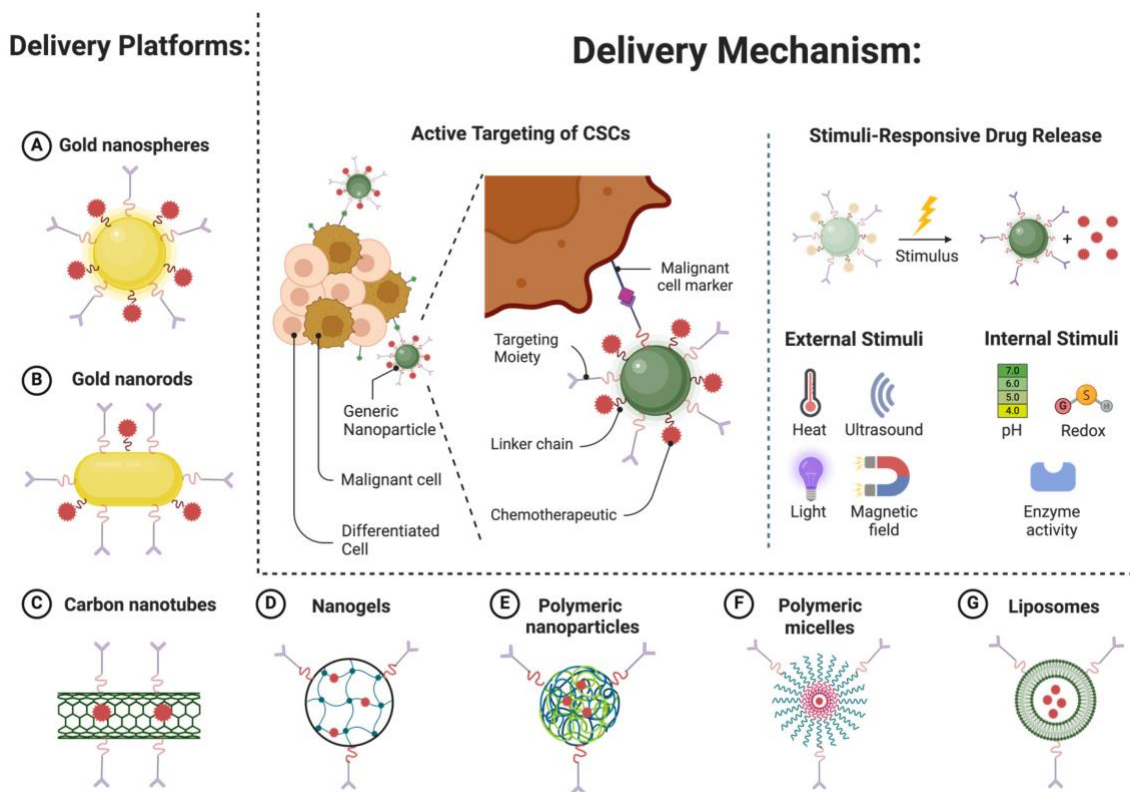 Delivery Platforms:
A Gold nanospheres
B Gold nanorods
Delivery Mechanism:
Active Targeting of CSCs
Malignant
cell marker
Targeting
Moiety
Generic
Nanoparticle
Linker chain
Malignant cell
Chemotherapeutic
Differentiated
Cell
Stimuli-Responsive Drug Release
Stimulus
+
External Stimuli
Heat
Ultrasound
Light
Magnetic
field
Internal Stimuli
7.0
6.0
5.0
4.0
pH
G S H
Redox
Enzyme
activity
C Carbon nanotubes
D Nanogels
E Polymeric
nanoparticles
F Polymeric
micelles
G Liposomes